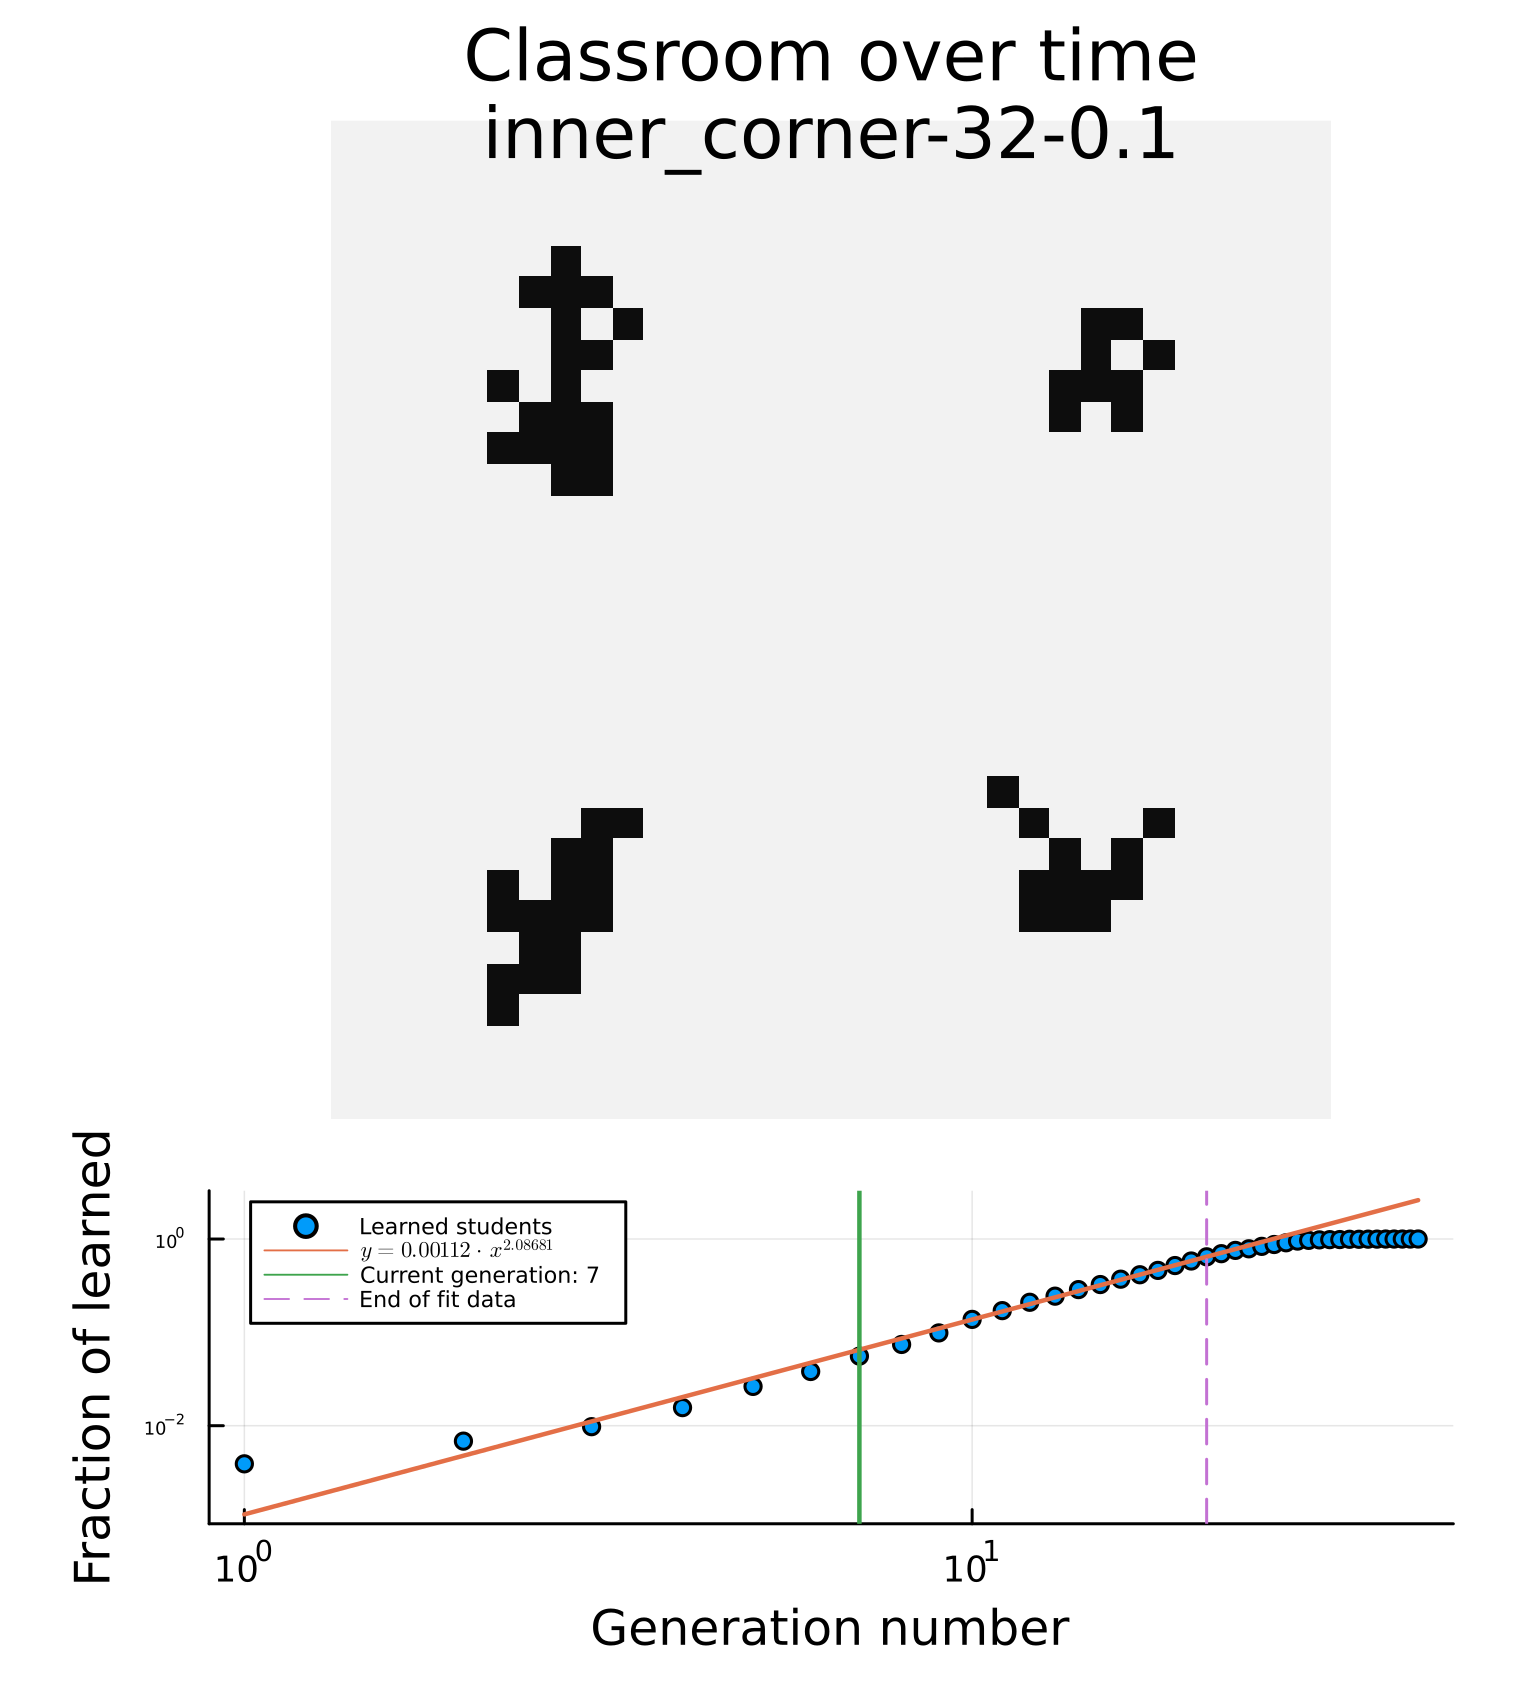 Classroom over time
inner_corner-32-0.1
Fraction of learned
10^0
10^-2
Learned students
y = 0.00112 · x^2.08681
Current generation: 7
End of fit data
10^0
10^1
Generation number